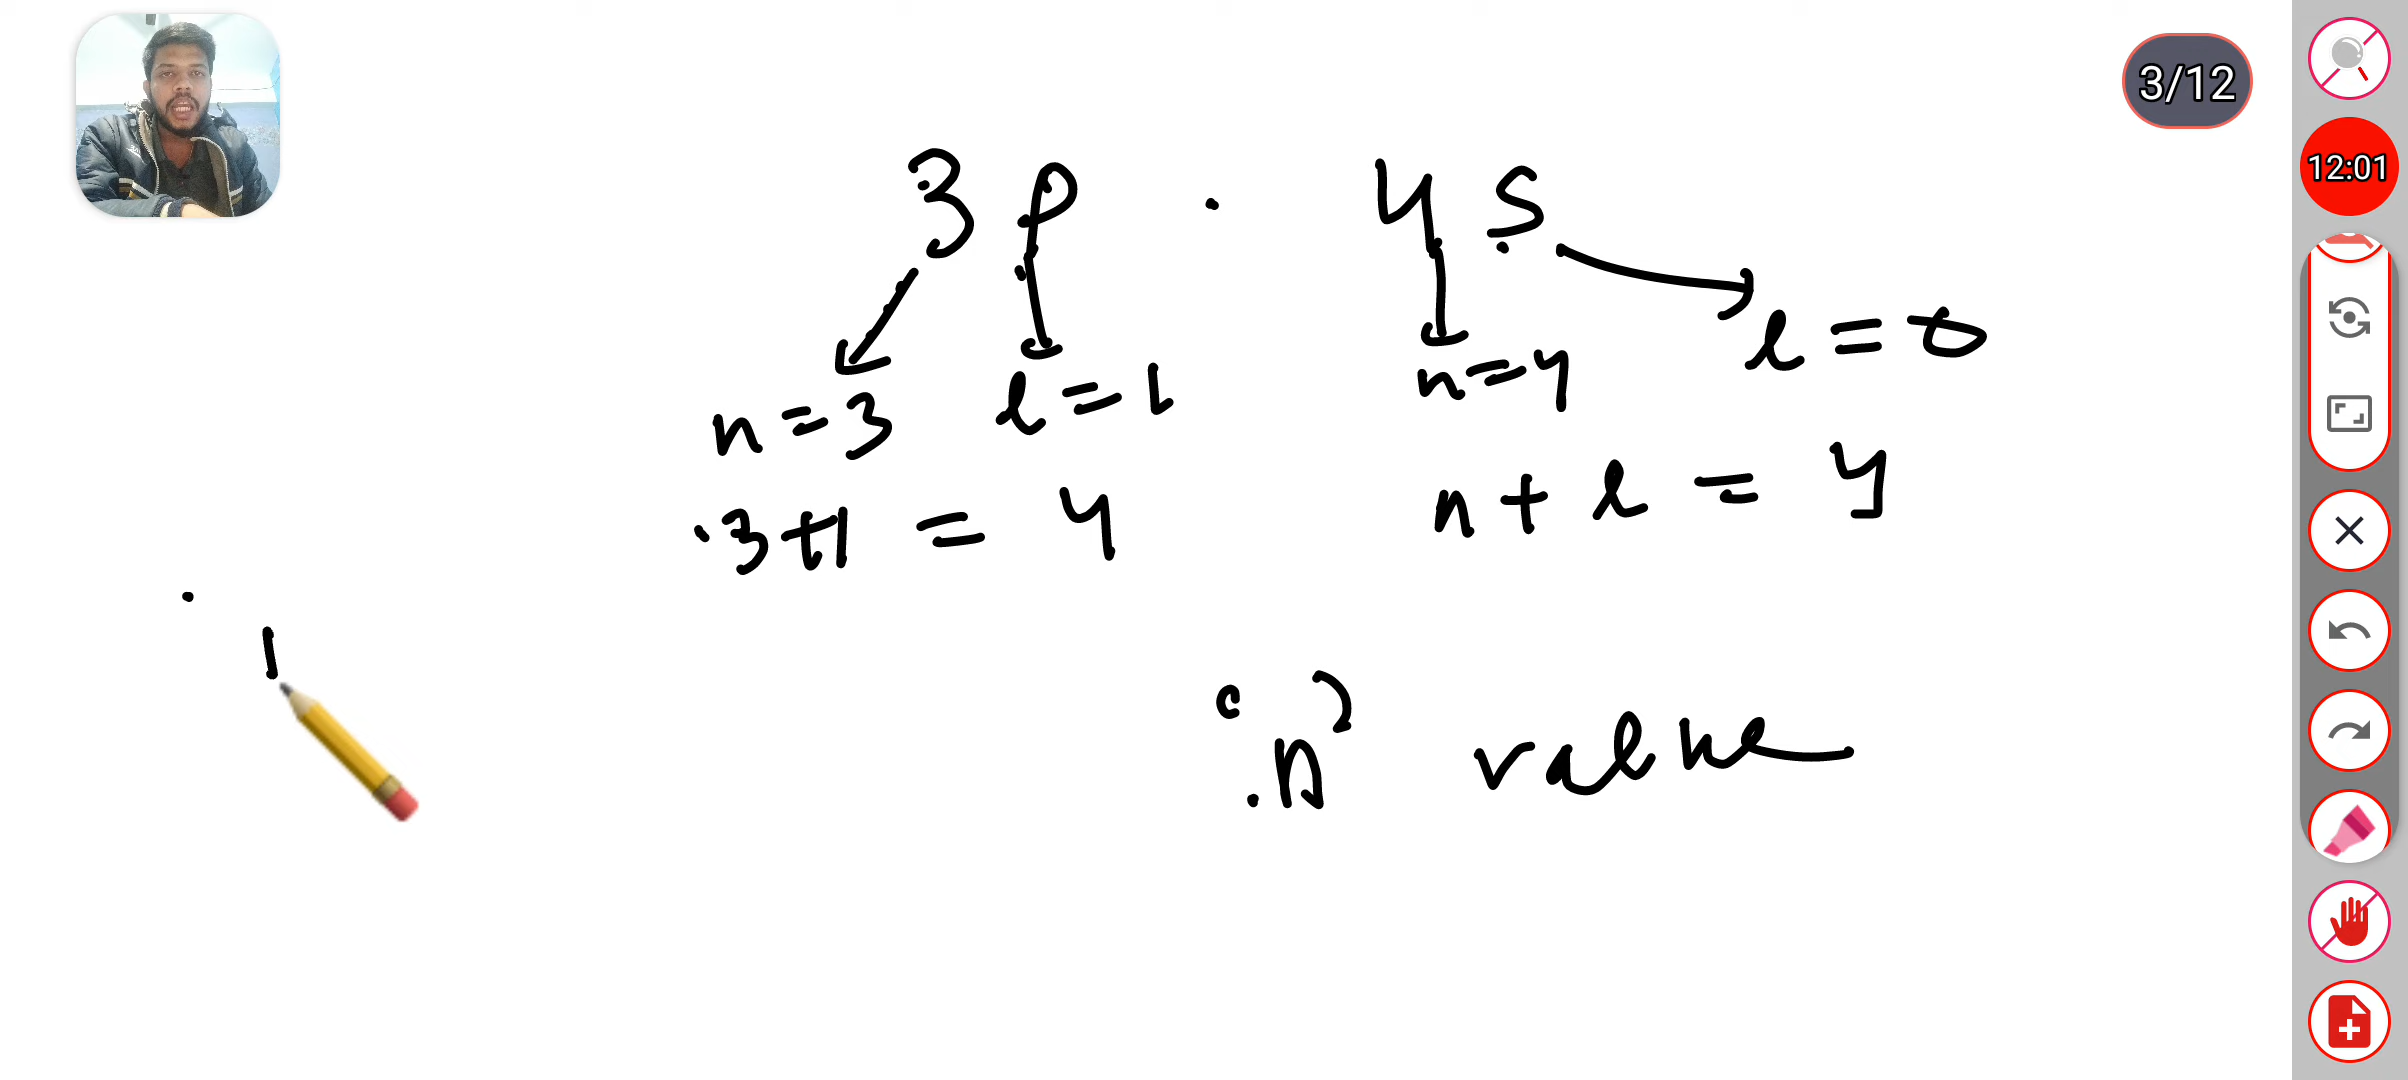 3/12
12:01
3p . 4s
n=3 l=1 n=4 l=0
3+1 = 4 n+l = 4
'n' value